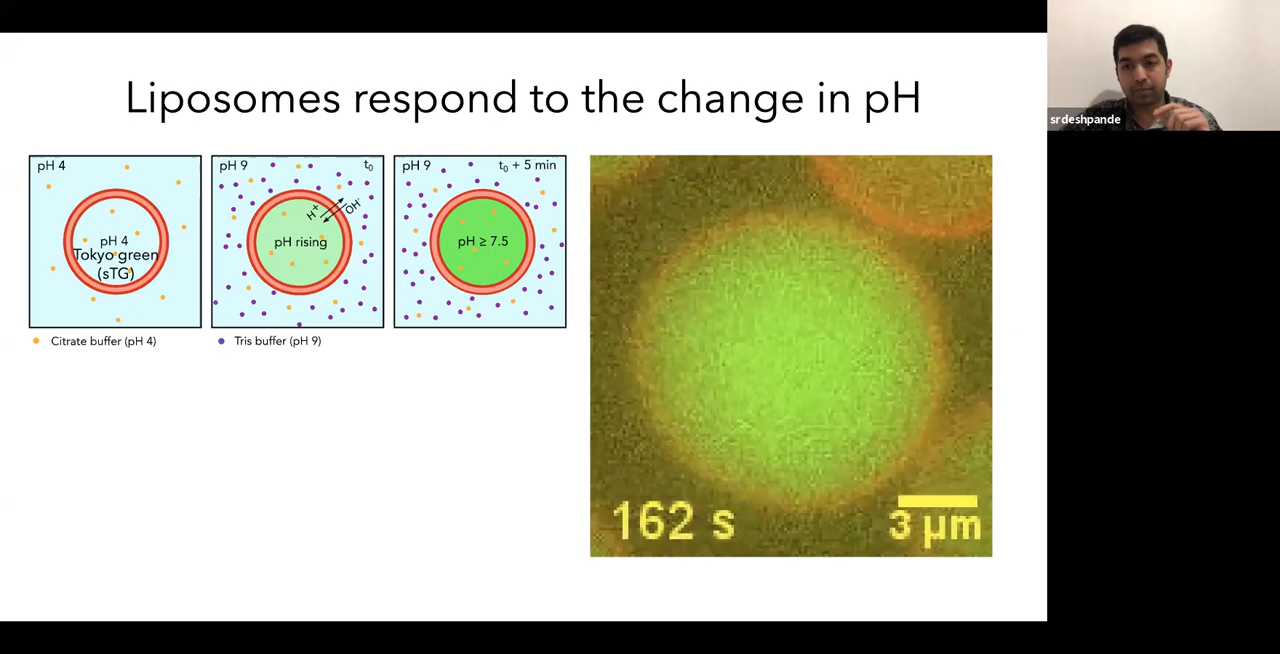 Liposomes respond to the change in pH
srdeshpande
pH 4
pH 4
Tokyo green
(sTG)
pH 9
t₀
H⁺
OH⁻
pH rising
pH 9
t₀ + 5 min
pH ≥ 7.5
Citrate buffer (pH 4)
Tris buffer (pH 9)
162 s
3 µm